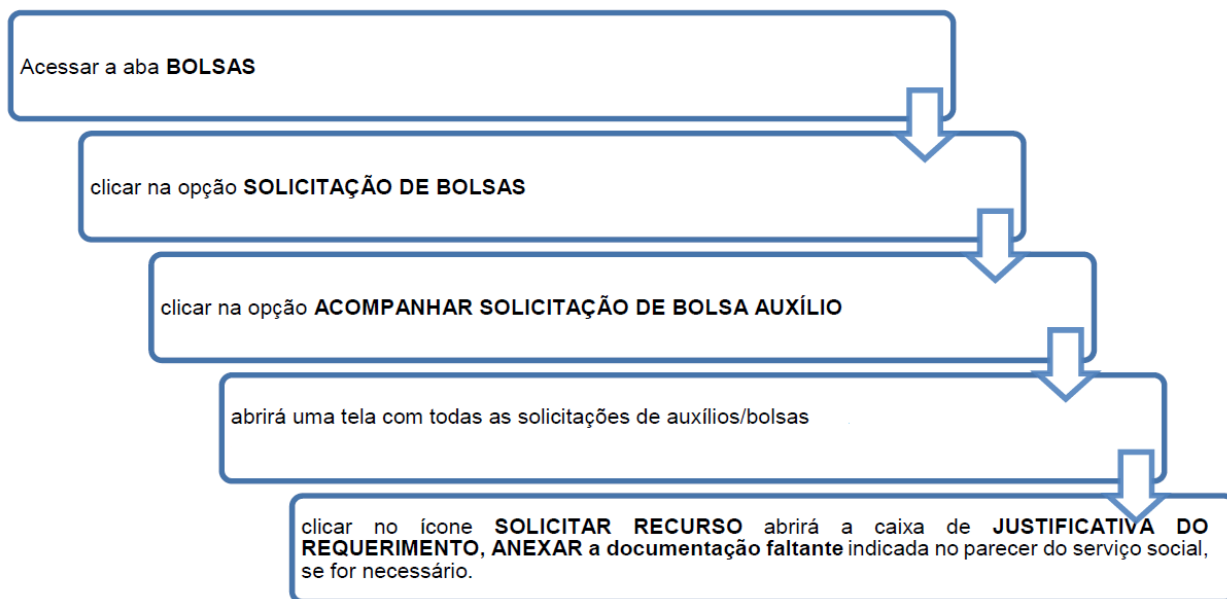 Acessar a aba BOLSAS
clicar na opção SOLICITAÇÃO DE BOLSAS
clicar na opção ACOMPANHAR SOLICITAÇÃO DE BOLSA AUXÍLIO
abrirá uma tela com todas as solicitações de auxílios/bolsas
clicar no ícone SOLICITAR RECURSO abrirá a caixa de JUSTIFICATIVA DO
REQUERIMENTO, ANEXAR a documentação faltante indicada no parecer do serviço social,
se for necessário.